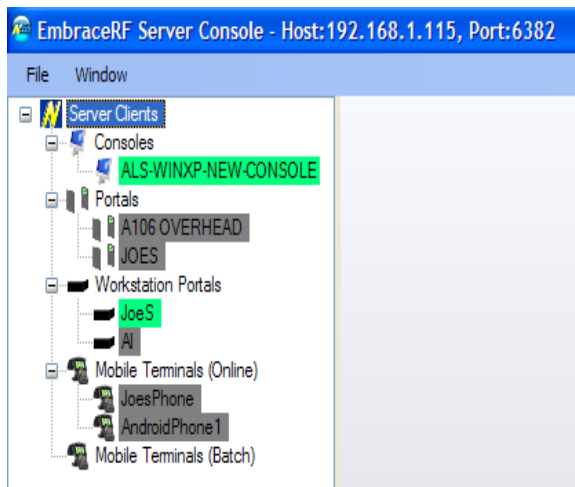 EmbraceRF Server Console - Host:192.168.1.115, Port:6382
File Window
Server Clients
Consoles
ALS-WINXP-NEW-CONSOLE
Portals
A106 OVERHEAD
JOES
Workstation Portals
JoeS
Al
Mobile Terminals (Online)
JoesPhone
AndroidPhone1
Mobile Terminals (Batch)